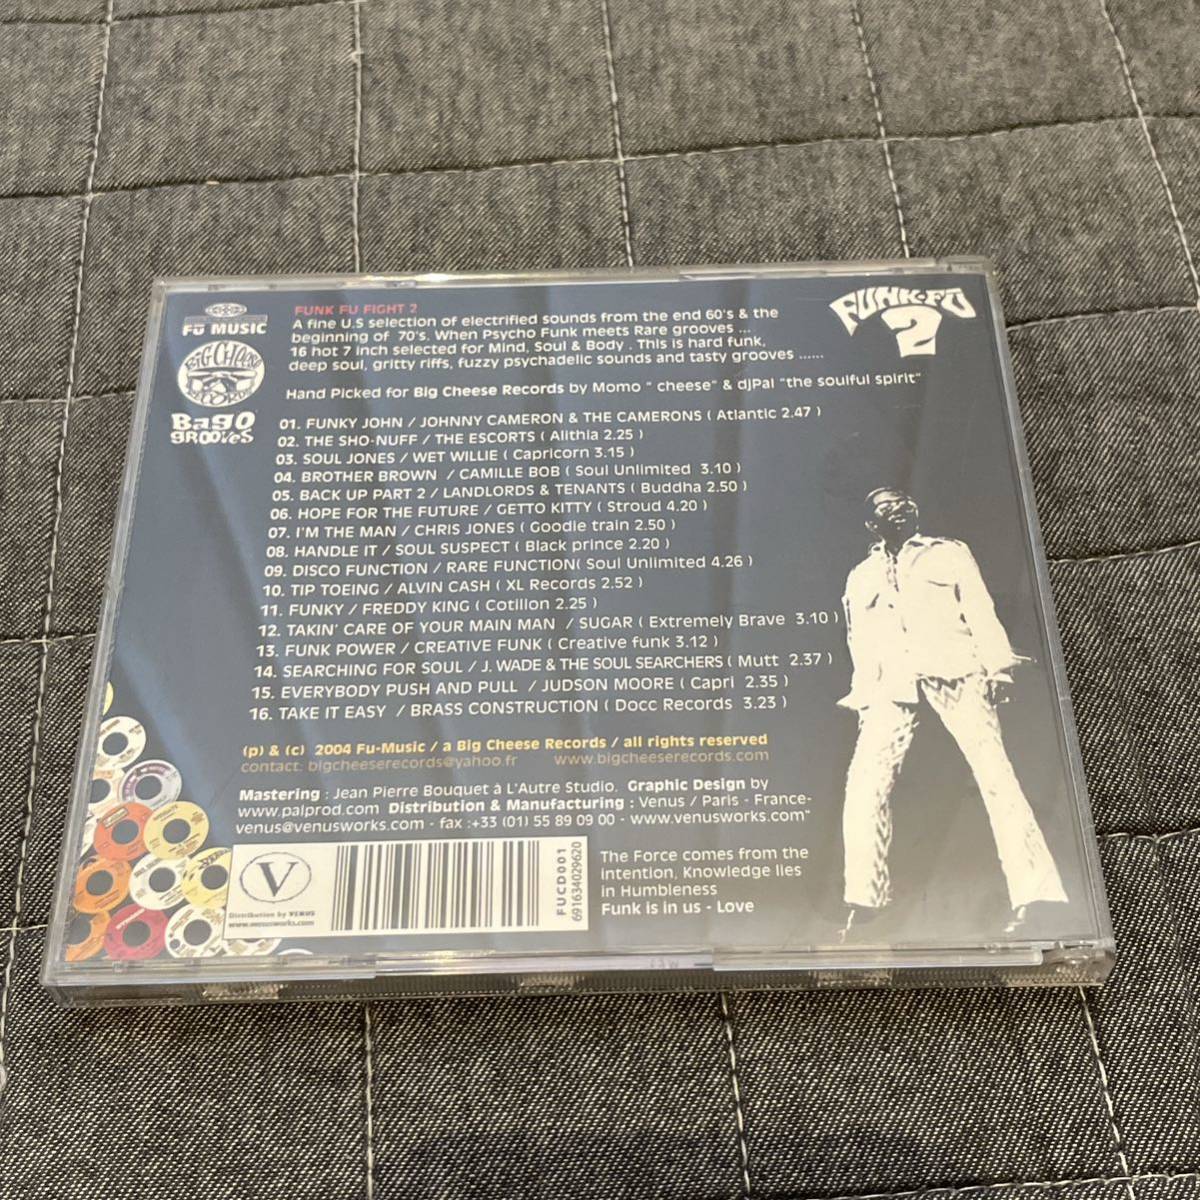 FUNK FU FIGHT 2
A fine U.S selection of electrified sounds from the end 60's & the
beginning of 70's. When Psycho Funk meets Rare grooves ...
16 hot 7 inch selected for Mind, Soul & Body . This is hard funk,
deep soul, gritty riffs, fuzzy psychadelic sounds and tasty grooves ......
Hand Picked for Big Cheese Records by Momo " cheese" & djPal "the soulful spirit"
FUNK-FU
2
FU MUSIC
BIG CHEESE
RECORDS
Bago
GROOVES
01. FUNKY JOHN / JOHNNY CAMERON & THE CAMERONS ( Atlantic 2.47 )
02. THE SHO-NUFF / THE ESCORTS ( Alithia 2.25 )
03. SOUL JONES / WET WILLIE ( Capricorn 3.15 )
04. BROTHER BROWN / CAMILLE BOB ( Soul Unlimited 3.10 )
05. BACK UP PART 2 / LANDLORDS & TENANTS ( Buddha 2.50 )
06. HOPE FOR THE FUTURE / GETTO KITTY ( Stroud 4.20 )
07. I'M THE MAN / CHRIS JONES ( Goodie train 2.50 )
08. HANDLE IT / SOUL SUSPECT ( Black prince 2.20 )
09. DISCO FUNCTION / RARE FUNCTION( Soul Unlimited 4.26 )
10. TIP TOEING / ALVIN CASH ( XL Records 2.52 )
11. FUNKY / FREDDY KING ( Cotillon 2.25 )
12. TAKIN' CARE OF YOUR MAIN MAN / SUGAR ( Extremely Brave 3.10 )
13. FUNK POWER / CREATIVE FUNK ( Creative funk 3.12 )
14. SEARCHING FOR SOUL / J. WADE & THE SOUL SEARCHERS ( Mutt 2.37 )
15. EVERYBODY PUSH AND PULL / JUDSON MOORE ( Capri 2.35 )
16. TAKE IT EASY / BRASS CONSTRUCTION ( Docc Records 3.23 )
(p) & (c) 2004 Fu-Music / a Big Cheese Records / all rights reserved
contact: bigcheeserecords@yahoo.fr www.bigcheeserecords.com
Mastering : Jean Pierre Bouquet à L'Autre Studio. Graphic Design by
www.palprod.com Distribution & Manufacturing : Venus / Paris - France-
venus@venusworks.com - fax :+33 (01) 55 89 09 00 - www.venusworks.com"
V
Distribution by VENUS
www.venusworks.com
FUCD001
691634029620
The Force comes from the
intention, Knowledge lies
in Humbleness
Funk is in us - Love